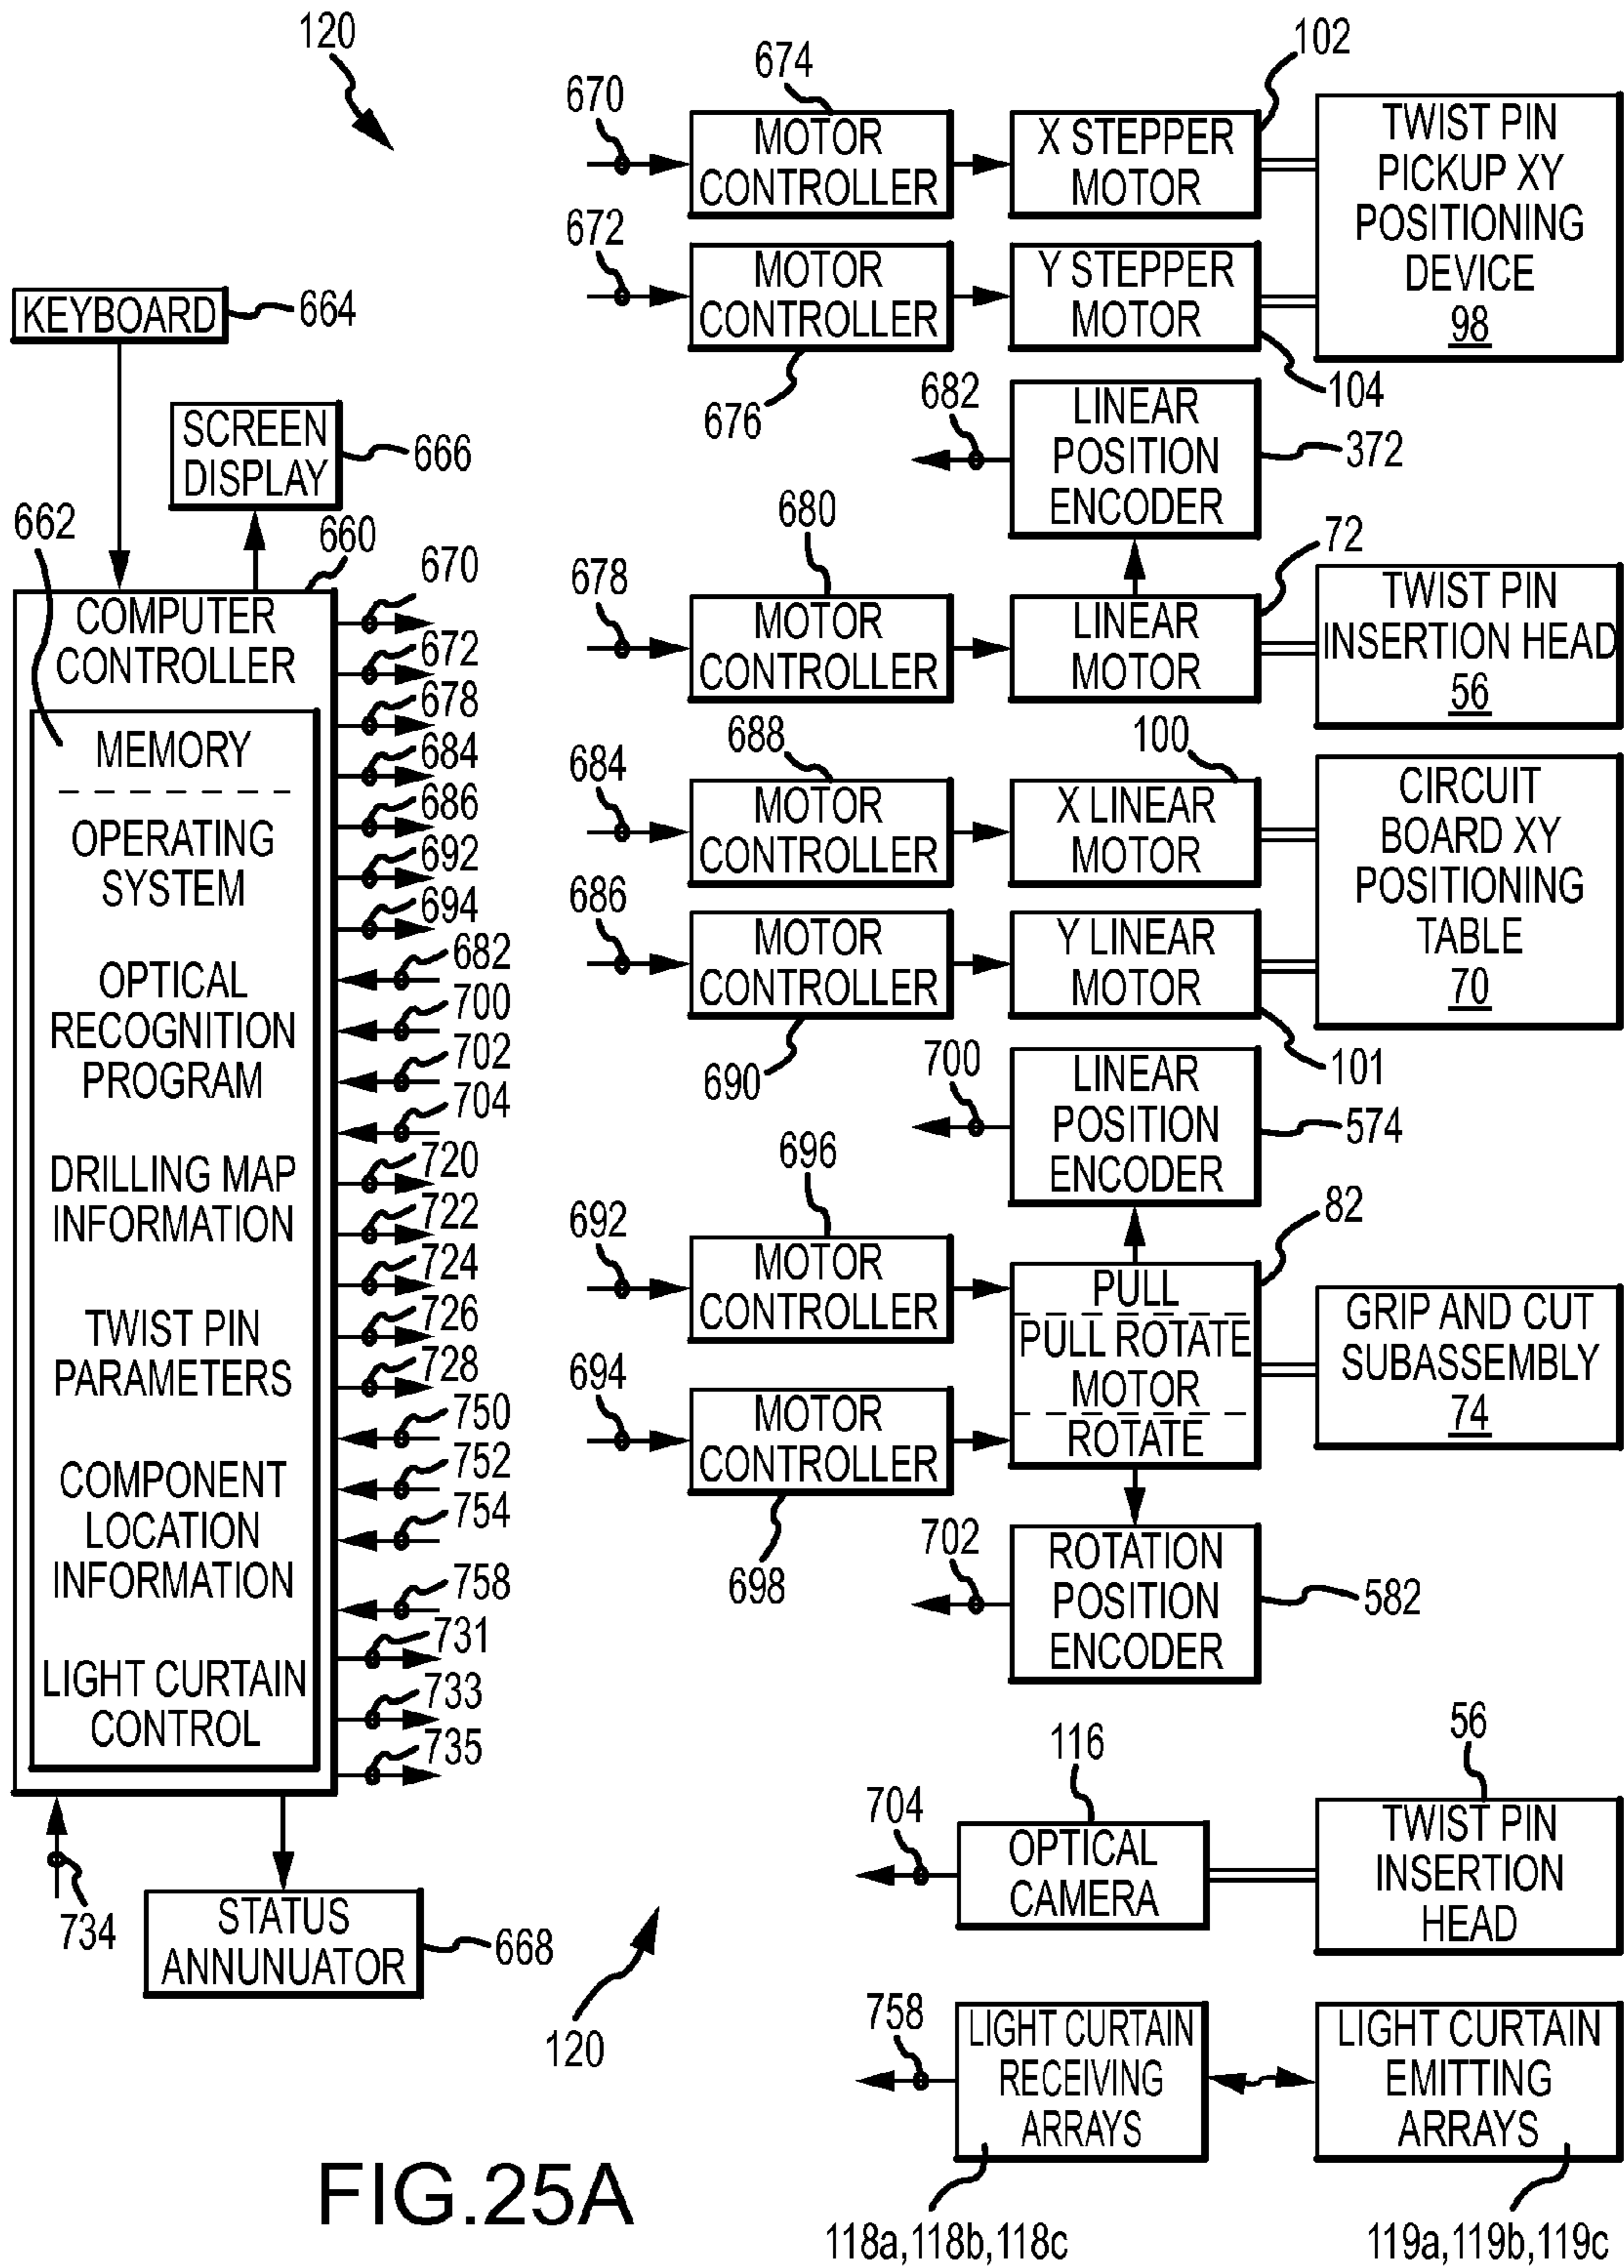 120
KEYBOARD
664
SCREEN
DISPLAY
666
662
660
COMPUTER
CONTROLLER
MEMORY
OPERATING
SYSTEM
OPTICAL
RECOGNITION
PROGRAM
DRILLING MAP
INFORMATION
TWIST PIN
PARAMETERS
COMPONENT
LOCATION
INFORMATION
LIGHT CURTAIN
CONTROL
670
672
678
684
686
692
694
682
700
702
704
720
722
724
726
728
750
752
754
758
731
733
735
734
STATUS
ANNUNUATOR
668
670
674
MOTOR
CONTROLLER
102
X STEPPER
MOTOR
TWIST PIN
PICKUP XY
POSITIONING
DEVICE
98
672
MOTOR
CONTROLLER
676
Y STEPPER
MOTOR
104
682
LINEAR
POSITION
ENCODER
372
678
680
MOTOR
CONTROLLER
LINEAR
MOTOR
72
TWIST PIN
INSERTION HEAD
56
684
688
MOTOR
CONTROLLER
100
X LINEAR
MOTOR
CIRCUIT
BOARD XY
POSITIONING
TABLE
70
686
MOTOR
CONTROLLER
690
Y LINEAR
MOTOR
101
700
LINEAR
POSITION
ENCODER
574
692
696
MOTOR
CONTROLLER
82
PULL
PULL ROTATE
MOTOR
ROTATE
GRIP AND CUT
SUBASSEMBLY
74
694
MOTOR
CONTROLLER
698
702
ROTATION
POSITION
ENCODER
582
704
116
OPTICAL
CAMERA
56
TWIST PIN
INSERTION
HEAD
120
758
LIGHT CURTAIN
RECEIVING
ARRAYS
118a,118b,118c
LIGHT CURTAIN
EMITTING
ARRAYS
119a,119b,119c
FIG.25A